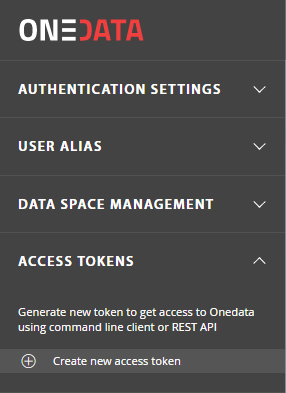 ONEDATA
AUTHENTICATION SETTINGS
USER ALIAS
DATA SPACE MANAGEMENT
ACCESS TOKENS
Generate new token to get access to Onedata
using command line client or REST API
Create new access token